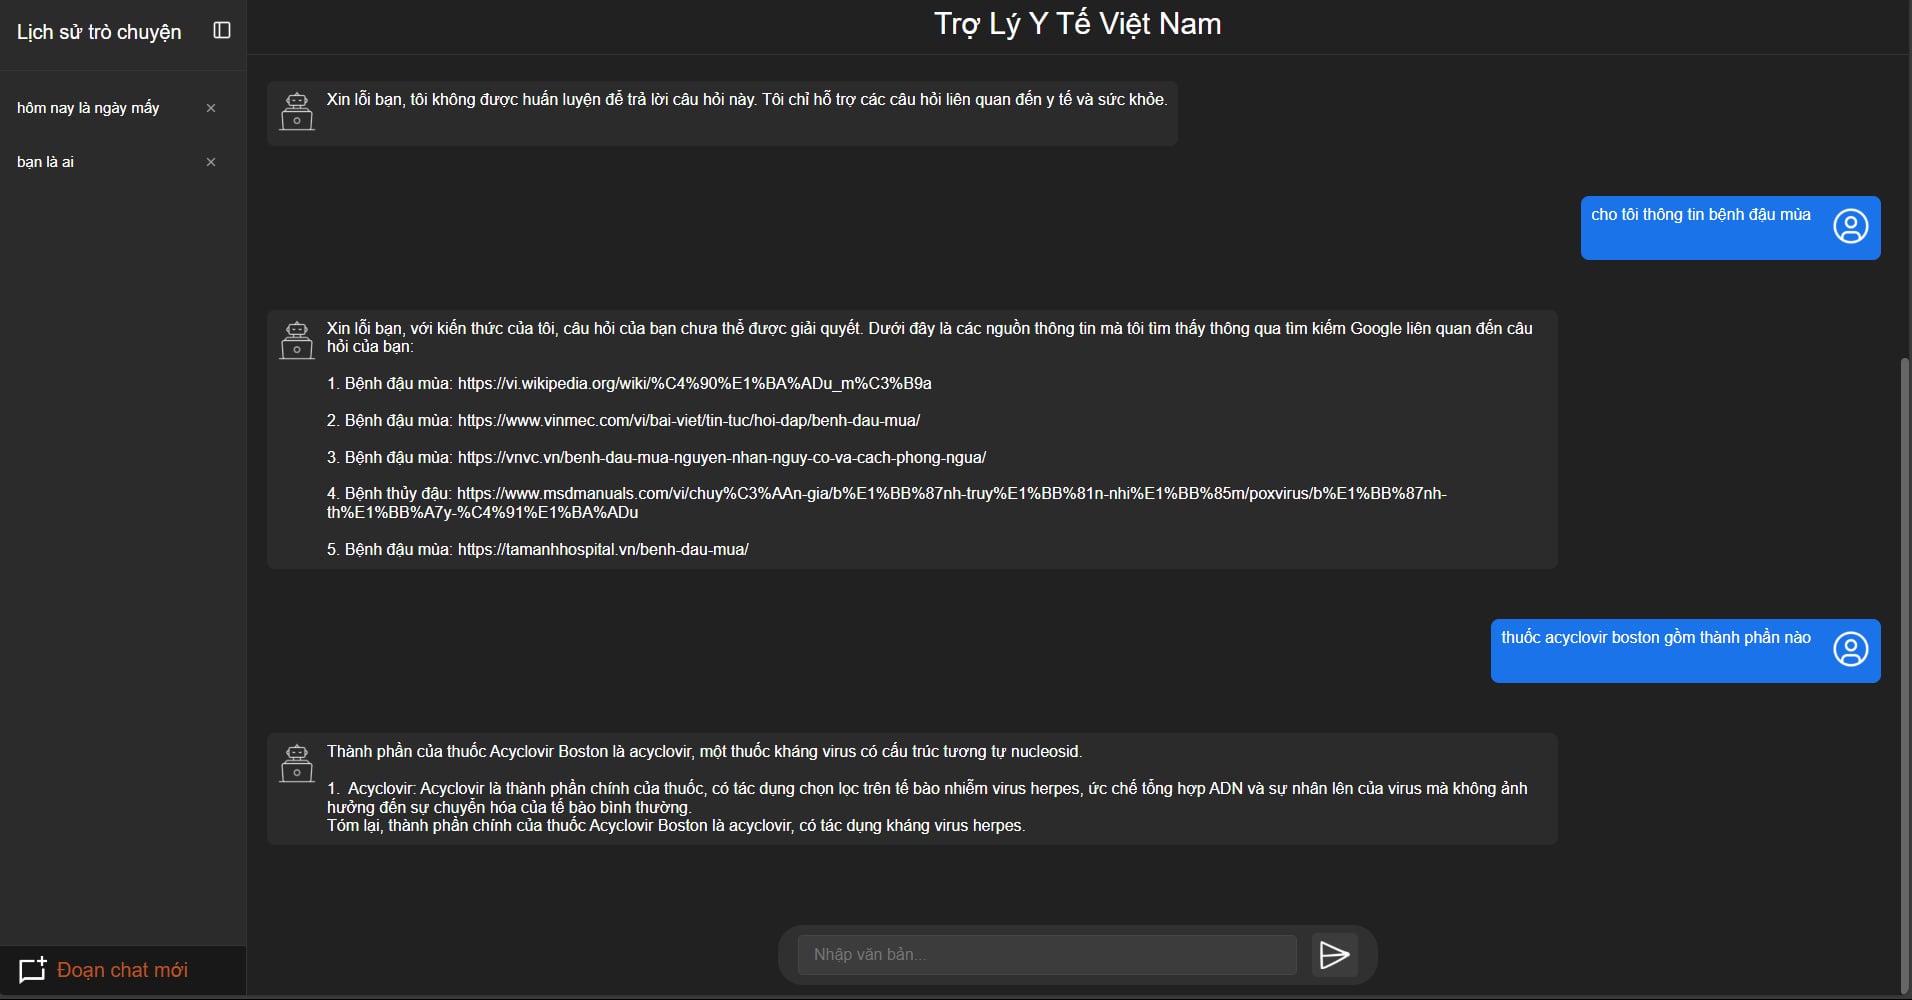 Lịch sử trò chuyện
hôm nay là ngày mấy
bạn là ai
Đoạn chat mới
Trợ Lý Y Tế Việt Nam
Xin lỗi bạn, tôi không được huấn luyện để trả lời câu hỏi này. Tôi chỉ hỗ trợ các câu hỏi liên quan đến y tế và sức khỏe.
cho tôi thông tin bệnh đậu mùa
Xin lỗi bạn, với kiến thức của tôi, câu hỏi của bạn chưa thể được giải quyết. Dưới đây là các nguồn thông tin mà tôi tìm thấy thông qua tìm kiếm Google liên quan đến câu
hỏi của bạn:
1. Bệnh đậu mùa: https://vi.wikipedia.org/wiki/%C4%90%E1%BA%ADu_m%C3%B9a
2. Bệnh đậu mùa: https://www.vinmec.com/vi/bai-viet/tin-tuc/hoi-dap/benh-dau-mua/
3. Bệnh đậu mùa: https://vnvc.vn/benh-dau-mua-nguyen-nhan-nguy-co-va-cach-phong-ngua/
4. Bệnh thủy đậu: https://www.msdmanuals.com/vi/chuy%C3%AAn-gia/b%E1%BB%87nh-truy%E1%BB%81n-nhi%E1%BB%85m/poxvirus/b%E1%BB%87nh-
th%E1%BB%A7y-%C4%91%E1%BA%ADu
5. Bệnh đậu mùa: https://tamanhhospital.vn/benh-dau-mua/
thuốc acyclovir boston gồm thành phần nào
Thành phần của thuốc Acyclovir Boston là acyclovir, một thuốc kháng virus có cấu trúc tương tự nucleosid.
1. Acyclovir: Acyclovir là thành phần chính của thuốc, có tác dụng chọn lọc trên tế bào nhiễm virus herpes, ức chế tổng hợp ADN và sự nhân lên của virus mà không ảnh
hưởng đến sự chuyển hóa của tế bào bình thường.
Tóm lại, thành phần chính của thuốc Acyclovir Boston là acyclovir, có tác dụng kháng virus herpes.
Nhập văn bản...